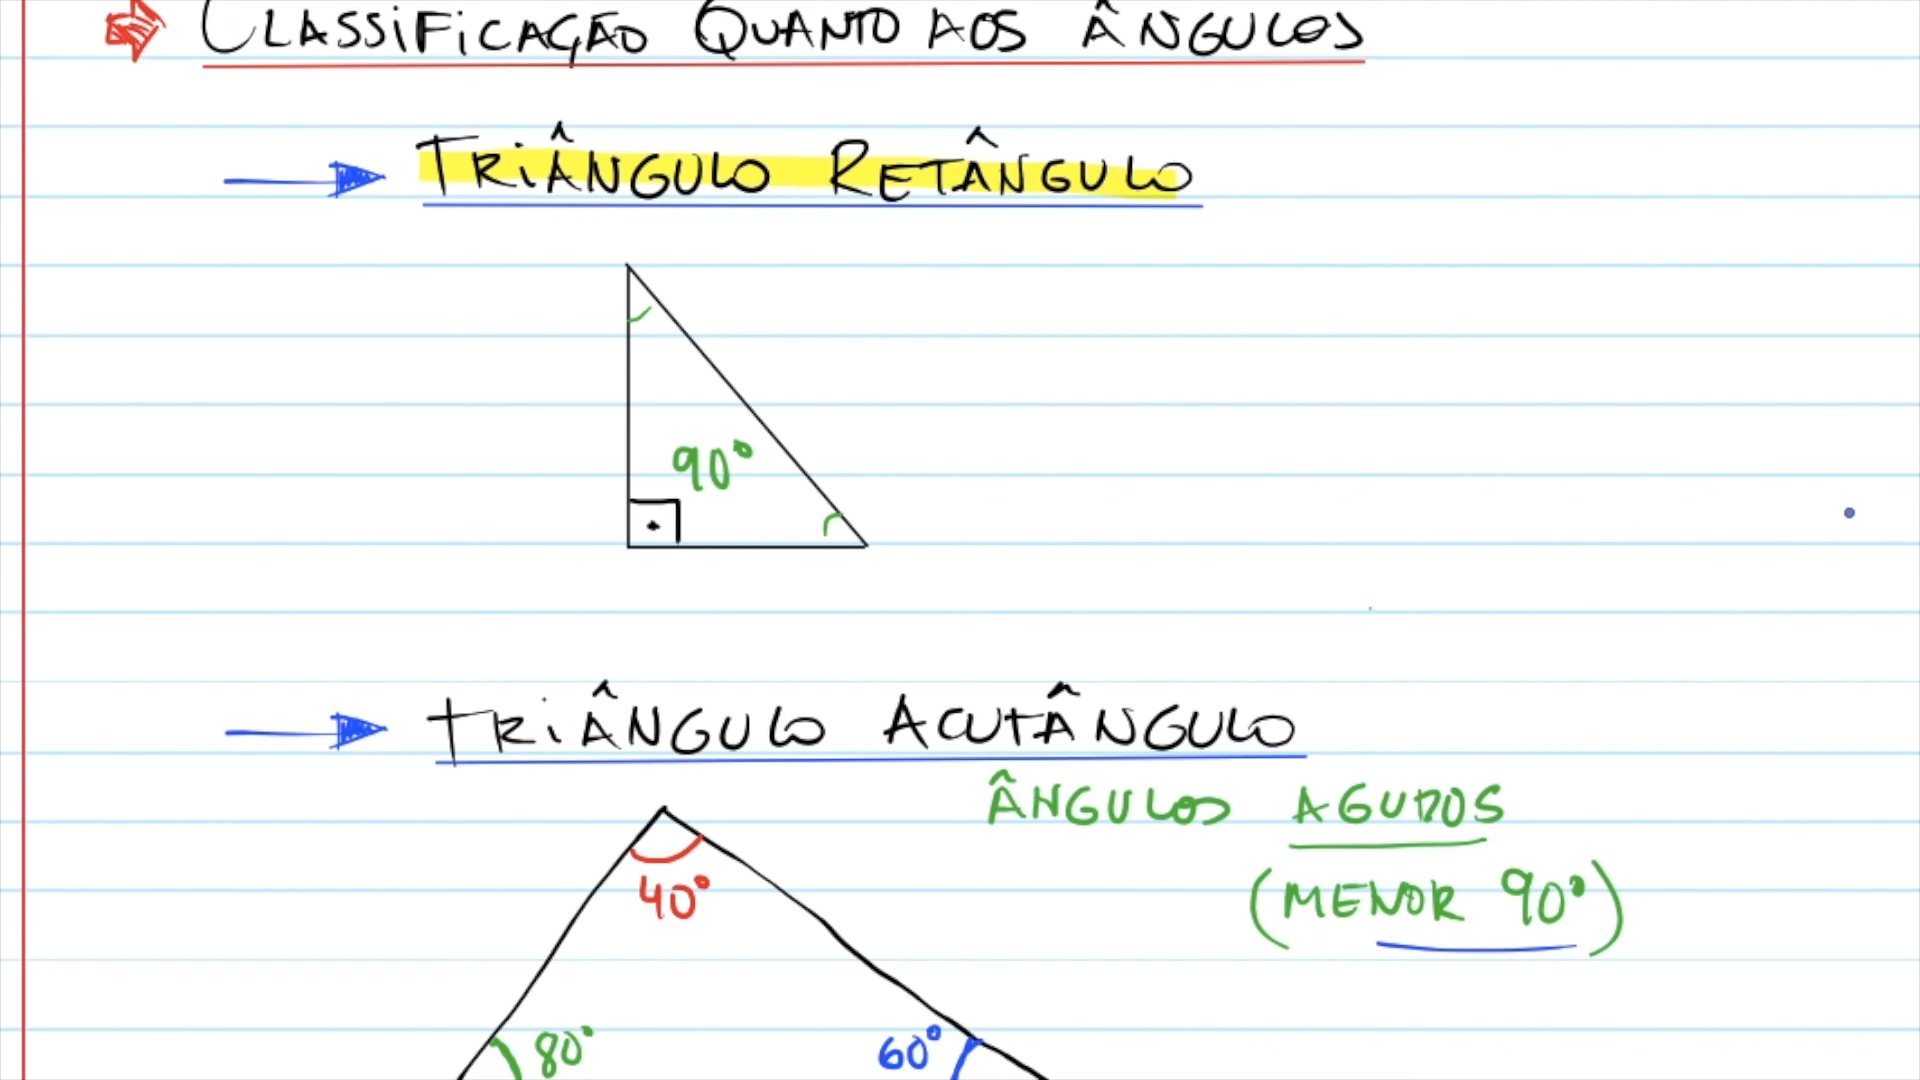 CLASSIFICAÇÃO QUANTO AOS ÂNGULOS
TRIÂNGULO RETÂNGULO
90°
TRIÂNGULO ACUTÂNGULO
ÂNGULOS AGUDOS
(MENOR 90°)
40°
80°
60°